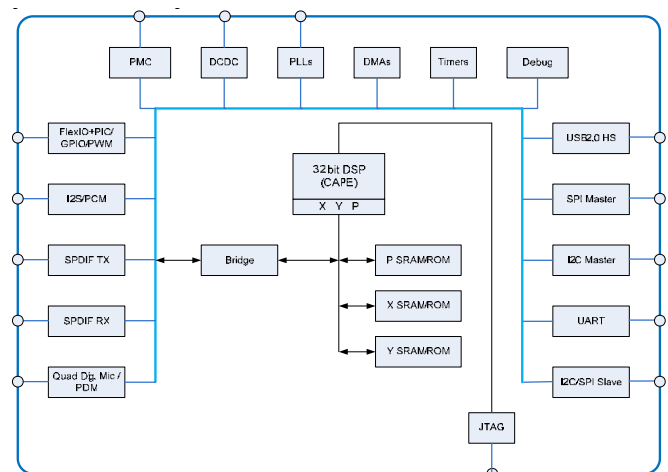 PMC
DCDC
PLLs
DMAs
Timers
Debug
FlexIO+PIC/
GPIO/PWM
I2S/PCM
SPDIF TX
SPDIF RX
Quad Dig. Mic /
PDM
Bridge
32bit DSP
(CAPE)
X Y P
P SRAM/ROM
X SRAM/ROM
Y SRAM/ROM
USB2.0 HS
SPI Master
I2C Master
UART
I2C/SPI Slave
JTAG